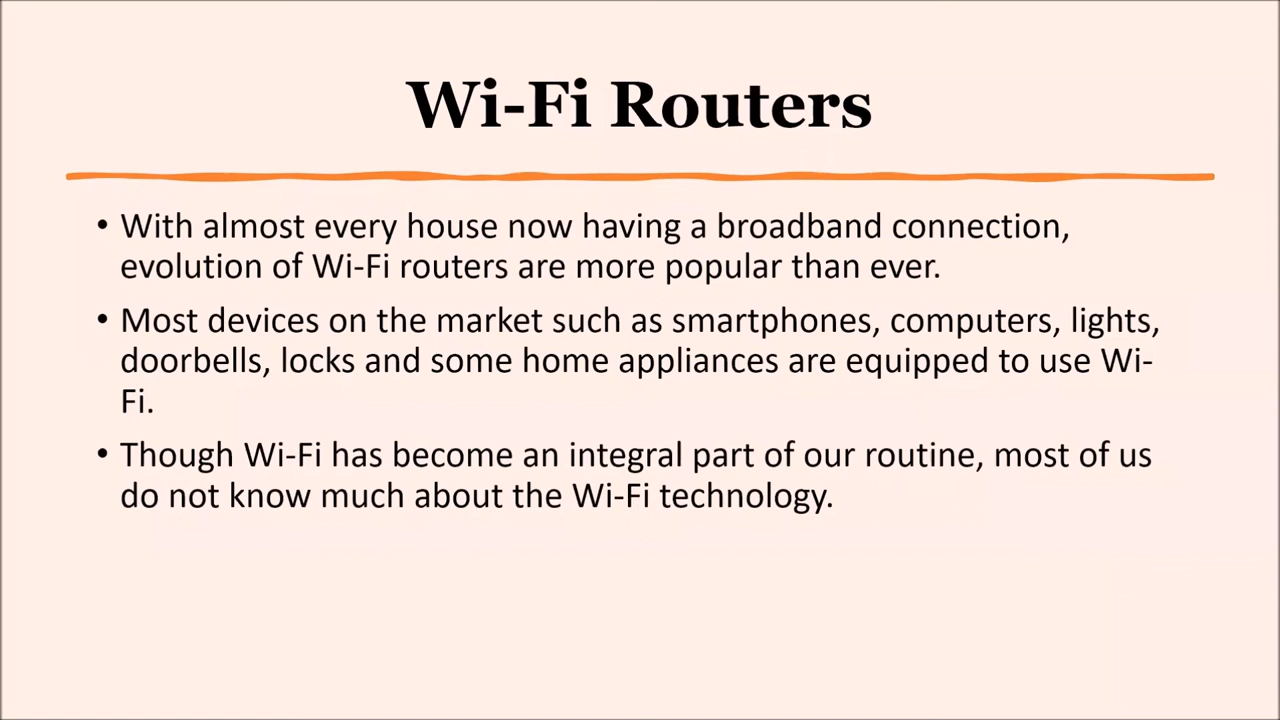 Wi-Fi Routers
• With almost every house now having a broadband connection,
evolution of Wi-Fi routers are more popular than ever.
• Most devices on the market such as smartphones, computers, lights,
doorbells, locks and some home appliances are equipped to use Wi-
Fi.
• Though Wi-Fi has become an integral part of our routine, most of us
do not know much about the Wi-Fi technology.